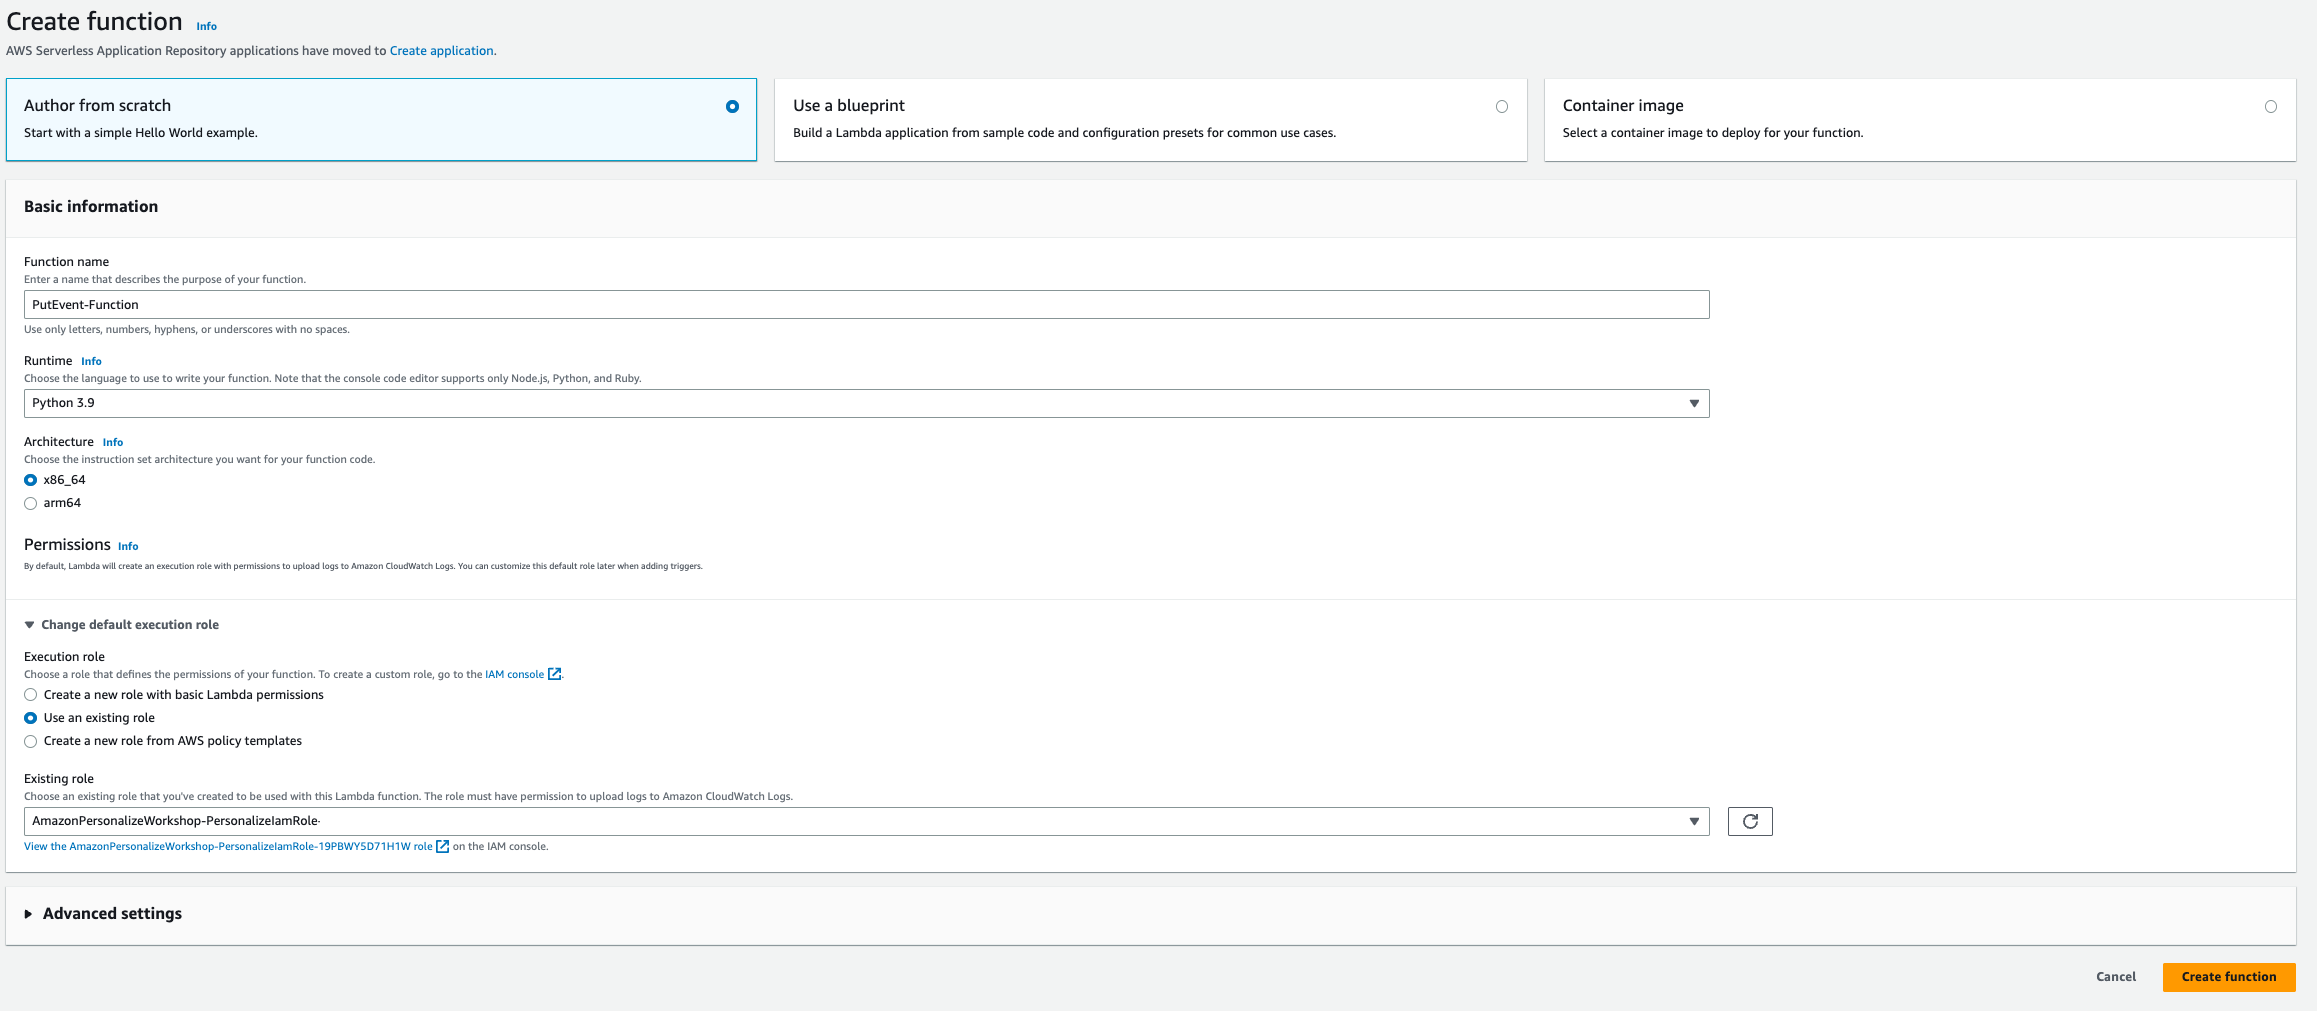 Create function Info
AWS Serverless Application Repository applications have moved to Create application.
Author from scratch
Start with a simple Hello World example.
Use a blueprint
Build a Lambda application from sample code and configuration presets for common use cases.
Container image
Select a container image to deploy for your function.
Basic information
Function name
Enter a name that describes the purpose of your function.
PutEvent-Function
Use only letters, numbers, hyphens, or underscores with no spaces.
Runtime Info
Choose the language to use to write your function. Note that the console code editor supports only Node.js, Python, and Ruby.
Python 3.9
Architecture Info
Choose the instruction set architecture you want for your function code.
x86_64
arm64
Permissions Info
By default, Lambda will create an execution role with permissions to upload logs to Amazon CloudWatch Logs. You can customize this default role later when adding triggers.
Change default execution role
Execution role
Choose a role that defines the permissions of your function. To create a custom role, go to the IAM console.
Create a new role with basic Lambda permissions
Use an existing role
Create a new role from AWS policy templates
Existing role
Choose an existing role that you've created to be used with this Lambda function. The role must have permission to upload logs to Amazon CloudWatch Logs.
AmazonPersonalizeWorkshop-PersonalizeIamRole-
View the AmazonPersonalizeWorkshop-PersonalizeIamRole-19PBWY5D71H1W role on the IAM console.
Advanced settings
Cancel
Create function